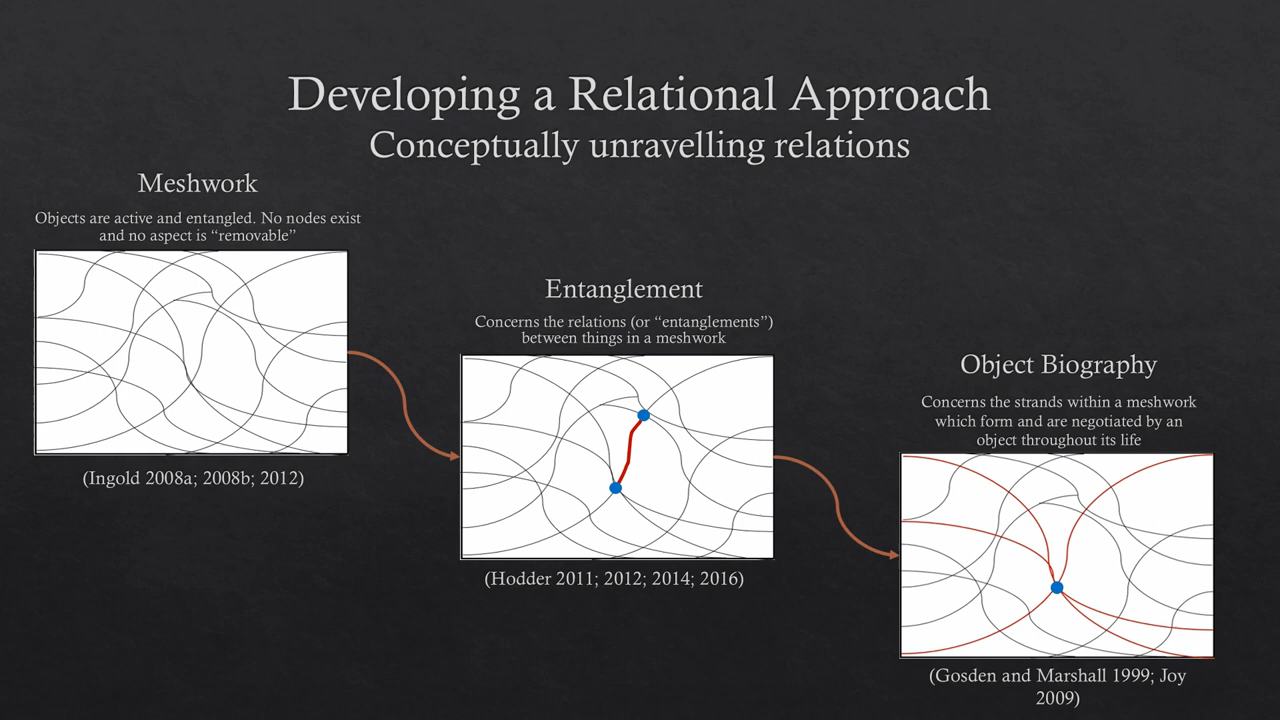 Developing a Relational Approach
Conceptually unravelling relations
Meshwork
Objects are active and entangled. No nodes exist
and no aspect is “removable”
(Ingold 2008a; 2008b; 2012)
Entanglement
Concerns the relations (or “entanglements”)
between things in a meshwork
(Hodder 2011; 2012; 2014; 2016)
Object Biography
Concerns the strands within a meshwork
which form and are negotiated by an
object throughout its life
(Gosden and Marshall 1999; Joy
2009)